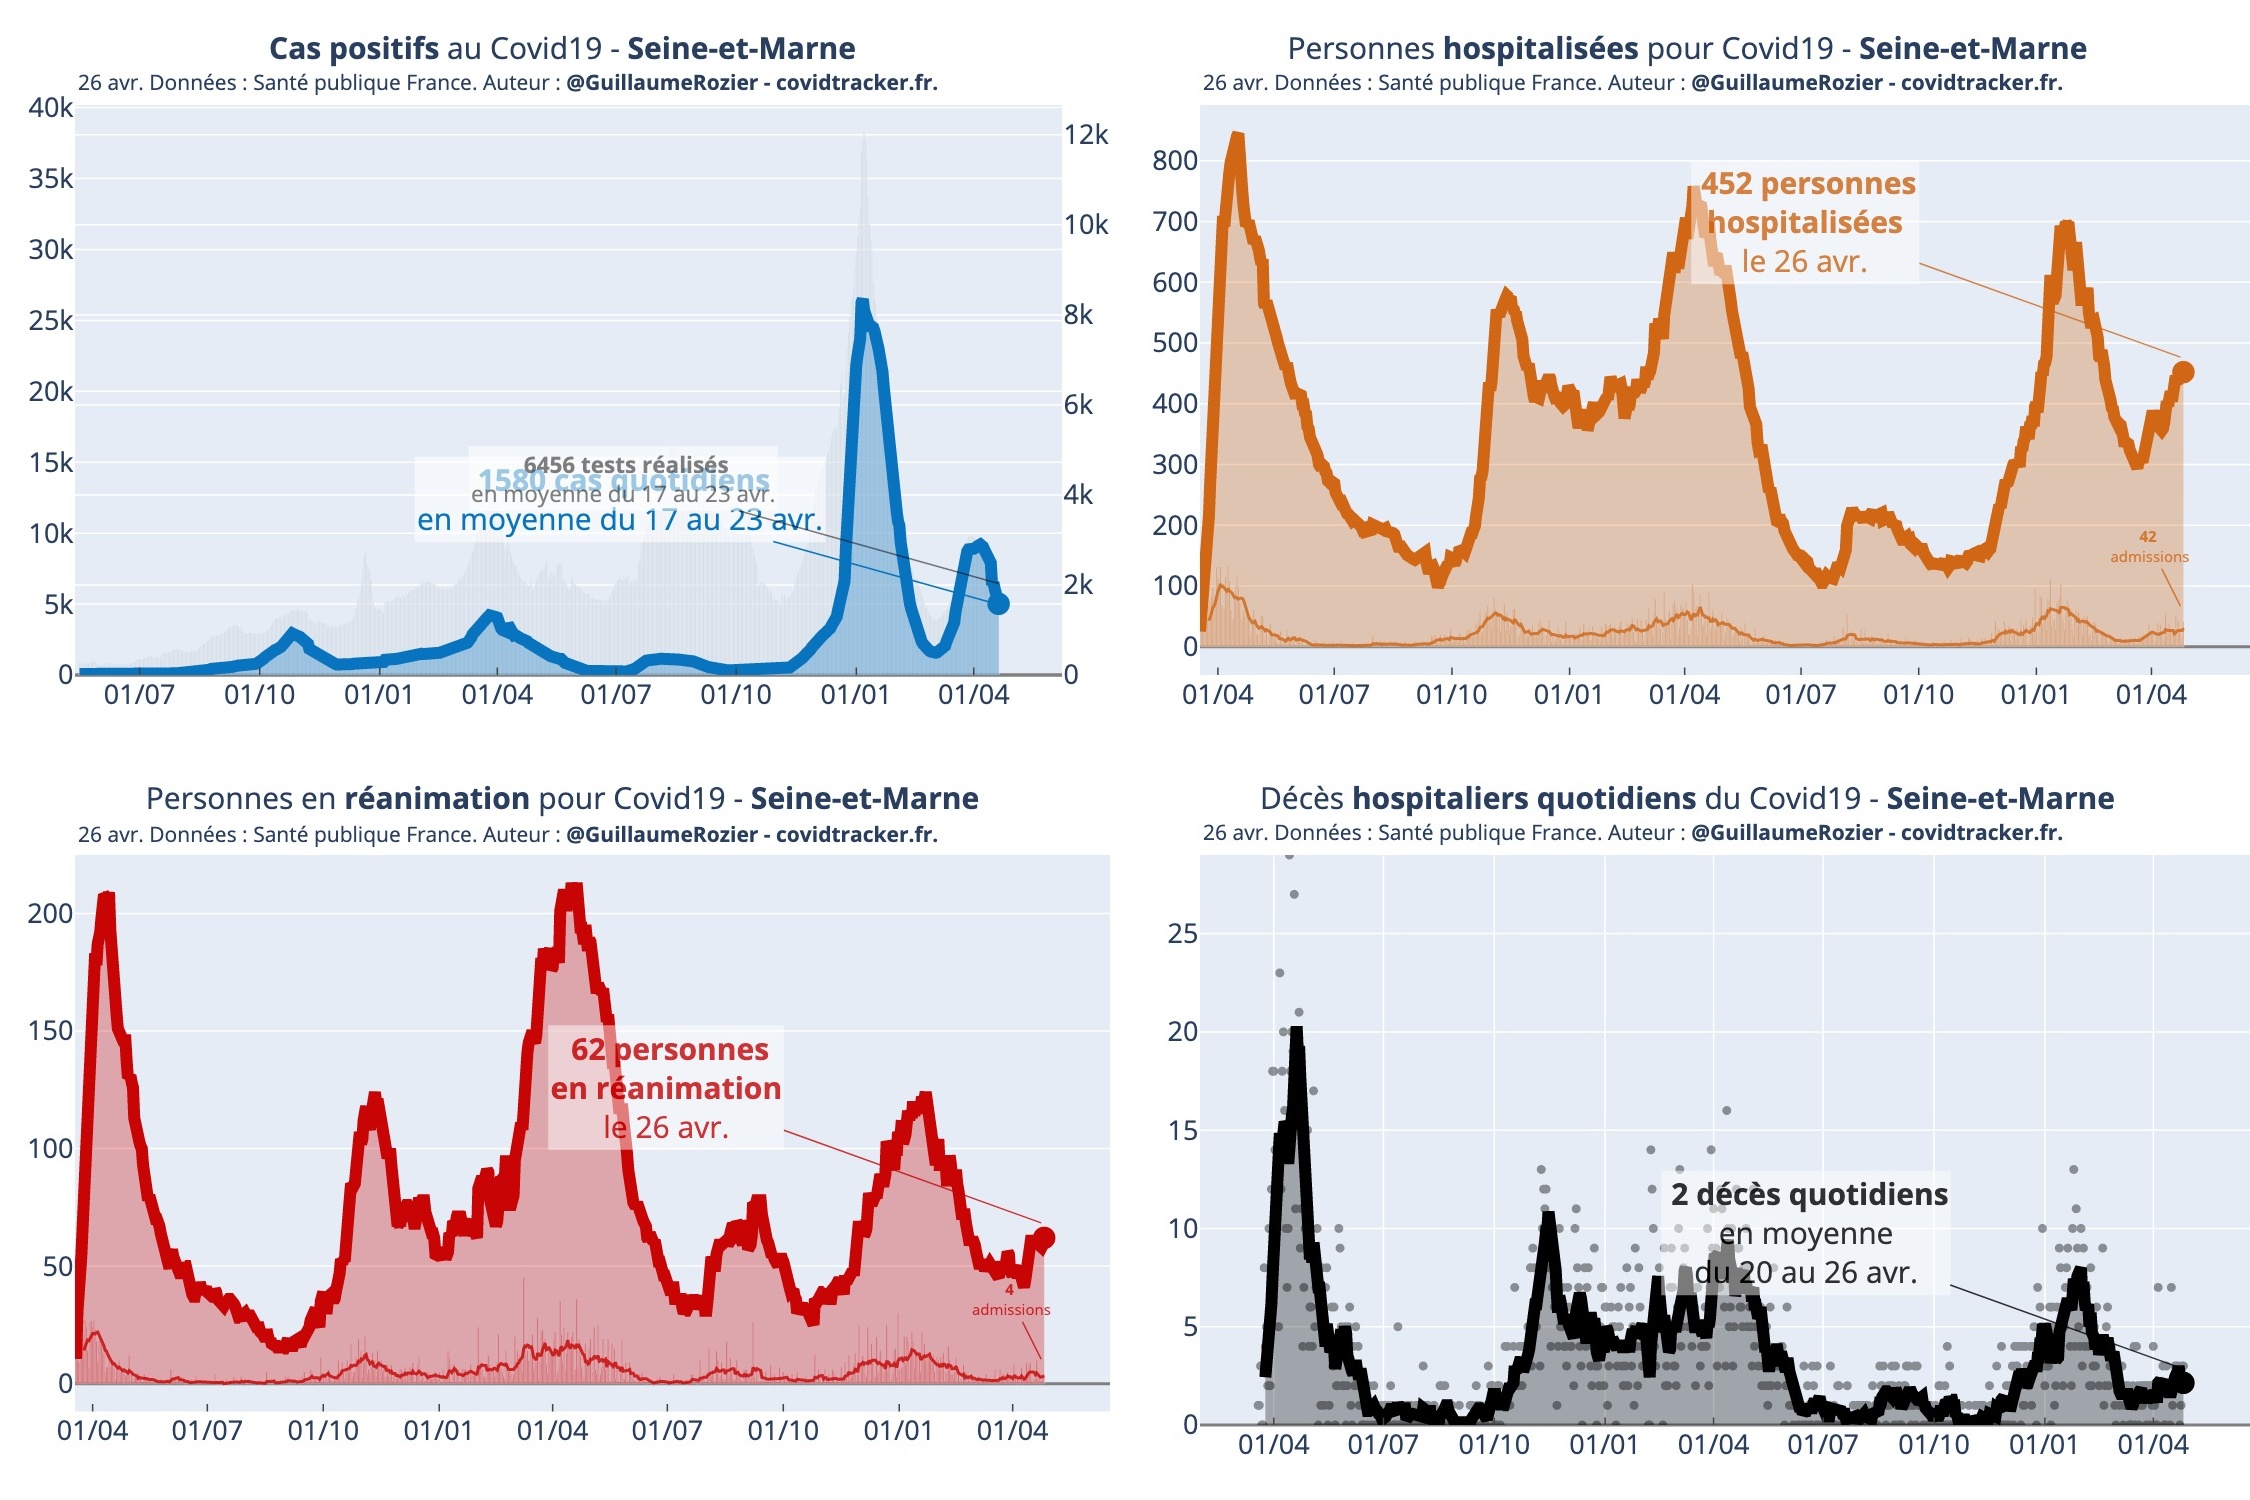 Cas positifs au Covid19 - Seine-et-Marne
26 avr. Données : Santé publique France. Auteur : @GuillaumeRozier - covidtracker.fr.
40k
35k
30k
25k
20k
15k
10k
5k
0
12k
10k
8k
6k
4k
2k
0
6456 tests réalisés
en moyenne du 17 au 23 avr.
1580 cas quotidiens
en moyenne du 17 au 23 avr.
01/07 01/10 01/01 01/04 01/07 01/10 01/01 01/04
Personnes hospitalisées pour Covid19 - Seine-et-Marne
26 avr. Données : Santé publique France. Auteur : @GuillaumeRozier - covidtracker.fr.
800
700
600
500
400
300
200
100
0
452 personnes
hospitalisées
le 26 avr.
42
admissions
01/04 01/07 01/10 01/01 01/04 01/07 01/10 01/01 01/04
Personnes en réanimation pour Covid19 - Seine-et-Marne
26 avr. Données : Santé publique France. Auteur : @GuillaumeRozier - covidtracker.fr.
200
150
100
50
0
62 personnes
en réanimation
le 26 avr.
4
admissions
01/04 01/07 01/10 01/01 01/04 01/07 01/10 01/01 01/04
Décès hospitaliers quotidiens du Covid19 - Seine-et-Marne
26 avr. Données : Santé publique France. Auteur : @GuillaumeRozier - covidtracker.fr.
25
20
15
10
5
0
2 décès quotidiens
en moyenne
du 20 au 26 avr.
01/04 01/07 01/10 01/01 01/04 01/07 01/10 01/01 01/04